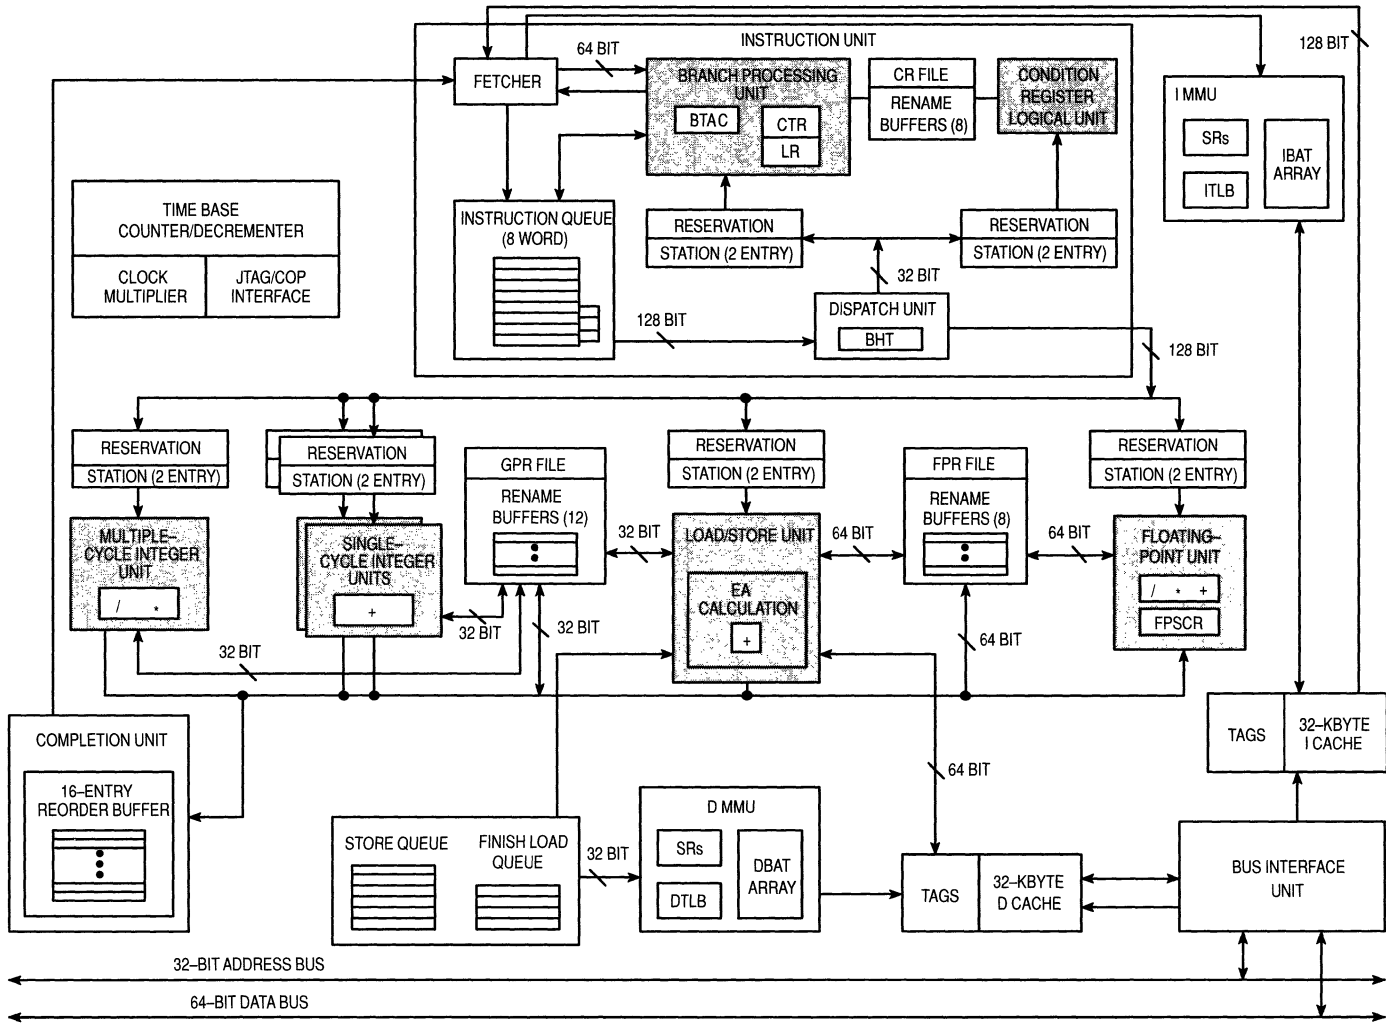 128 BIT
INSTRUCTION UNIT
64 BIT
FETCHER
BRANCH PROCESSING
UNIT
BTAC
CTR
LR
CR FILE
RENAME
BUFFERS (8)
CONDITION
REGISTER
LOGICAL UNIT
I MMU
SRs
ITLB
IBAT
ARRAY
TIME BASE
COUNTER/DECREMENTER
CLOCK
MULTIPLIER
JTAG/COP
INTERFACE
INSTRUCTION QUEUE
(8 WORD)
RESERVATION
STATION (2 ENTRY)
RESERVATION
STATION (2 ENTRY)
32 BIT
128 BIT
DISPATCH UNIT
BHT
128 BIT
RESERVATION
STATION (2 ENTRY)
RESERVATION
STATION (2 ENTRY)
GPR FILE
RENAME
BUFFERS (12)
RESERVATION
STATION (2 ENTRY)
FPR FILE
RENAME
BUFFERS (8)
RESERVATION
STATION (2 ENTRY)
MULTIPLE–
CYCLE INTEGER
UNIT
/ *
SINGLE–
CYCLE INTEGER
UNITS
+
32 BIT
LOAD/STORE UNIT
EA
CALCULATION
+
64 BIT
64 BIT
FLOATING–
POINT UNIT
/ * +
FPSCR
32 BIT
32 BIT
32 BIT
64 BIT
COMPLETION UNIT
16–ENTRY
REORDER BUFFER
64 BIT
TAGS
32–KBYTE
I CACHE
STORE QUEUE
FINISH LOAD
QUEUE
32 BIT
D MMU
SRs
DTLB
DBAT
ARRAY
TAGS
32–KBYTE
D CACHE
BUS INTERFACE
UNIT
32–BIT ADDRESS BUS
64–BIT DATA BUS